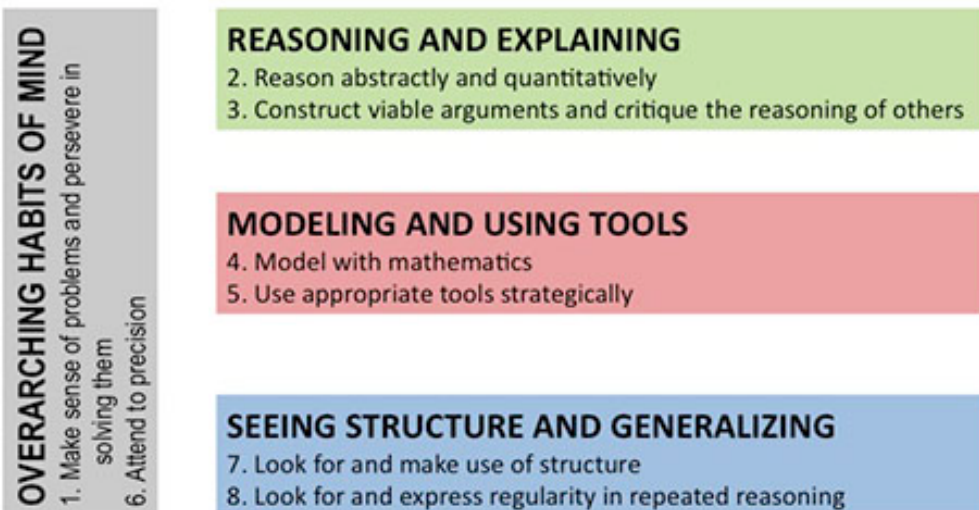 OVERARCHING HABITS OF MIND
1. Make sense of problems and persevere in
solving them
6. Attend to precision
REASONING AND EXPLAINING
2. Reason abstractly and quantitatively
3. Construct viable arguments and critique the reasoning of others
MODELING AND USING TOOLS
4. Model with mathematics
5. Use appropriate tools strategically
SEEING STRUCTURE AND GENERALIZING
7. Look for and make use of structure
8. Look for and express regularity in repeated reasoning